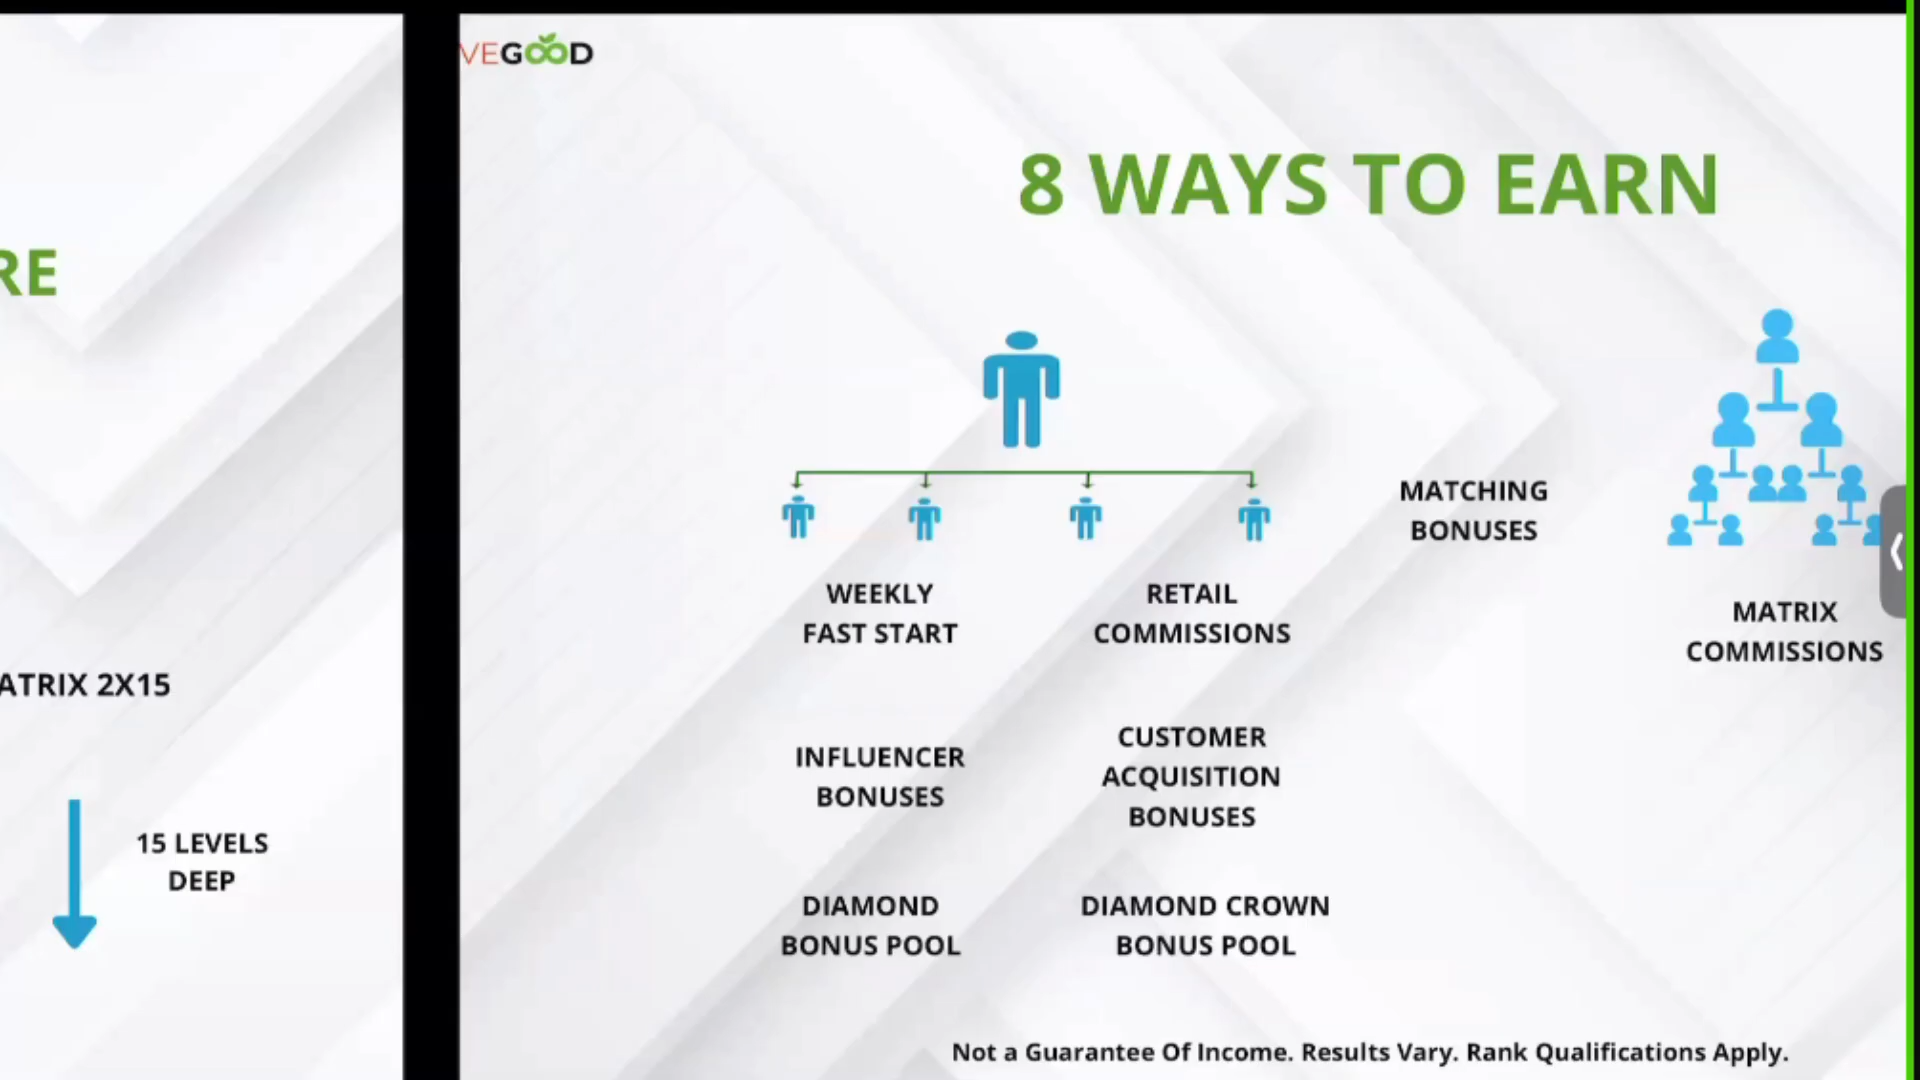 RE
ATRIX 2X15
15 LEVELS
DEEP
VEGOOD
8 WAYS TO EARN
WEEKLY
FAST START
RETAIL
COMMISSIONS
MATCHING
BONUSES
MATRIX
COMMISSIONS
INFLUENCER
BONUSES
CUSTOMER
ACQUISITION
BONUSES
DIAMOND
BONUS POOL
DIAMOND CROWN
BONUS POOL
Not a Guarantee Of Income. Results Vary. Rank Qualifications Apply.